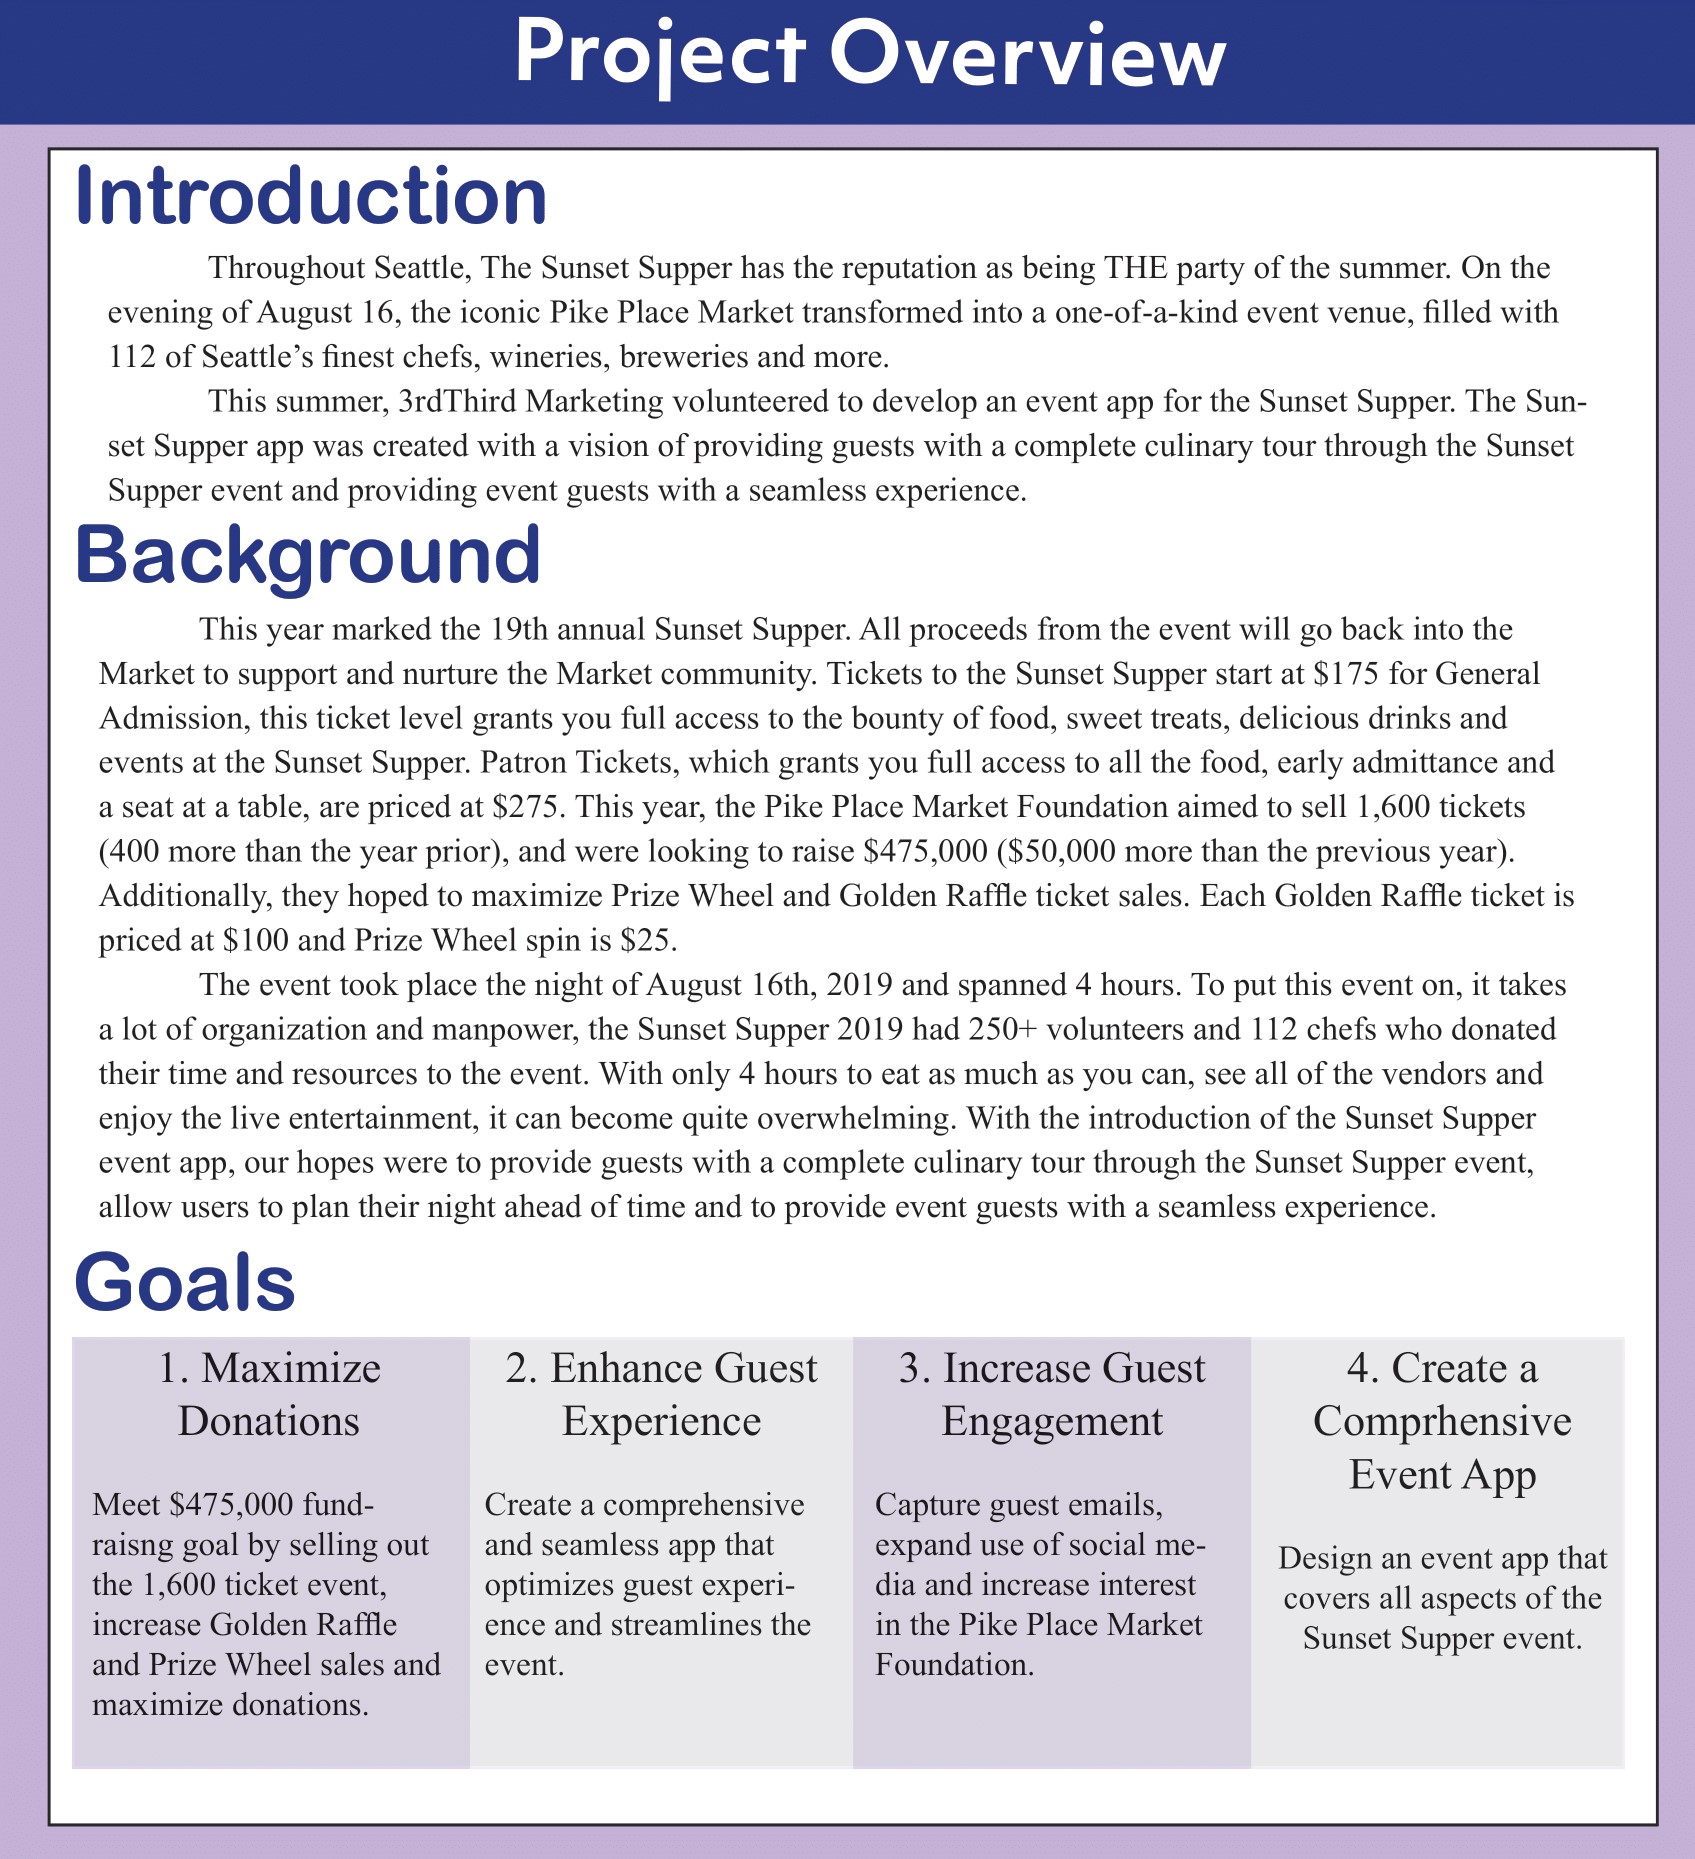 Project Overview
Introduction
Throughout Seattle, The Sunset Supper has the reputation as being THE party of the summer. On the
evening of August 16, the iconic Pike Place Market transformed into a one-of-a-kind event venue, filled with
112 of Seattle’s finest chefs, wineries, breweries and more.
This summer, 3rdThird Marketing volunteered to develop an event app for the Sunset Supper. The Sun-
set Supper app was created with a vision of providing guests with a complete culinary tour through the Sunset
Supper event and providing event guests with a seamless experience.
Background
This year marked the 19th annual Sunset Supper. All proceeds from the event will go back into the
Market to support and nurture the Market community. Tickets to the Sunset Supper start at $175 for General
Admission, this ticket level grants you full access to the bounty of food, sweet treats, delicious drinks and
events at the Sunset Supper. Patron Tickets, which grants you full access to all the food, early admittance and
a seat at a table, are priced at $275. This year, the Pike Place Market Foundation aimed to sell 1,600 tickets
(400 more than the year prior), and were looking to raise $475,000 ($50,000 more than the previous year).
Additionally, they hoped to maximize Prize Wheel and Golden Raffle ticket sales. Each Golden Raffle ticket is
priced at $100 and Prize Wheel spin is $25.
The event took place the night of August 16th, 2019 and spanned 4 hours. To put this event on, it takes
a lot of organization and manpower, the Sunset Supper 2019 had 250+ volunteers and 112 chefs who donated
their time and resources to the event. With only 4 hours to eat as much as you can, see all of the vendors and
enjoy the live entertainment, it can become quite overwhelming. With the introduction of the Sunset Supper
event app, our hopes were to provide guests with a complete culinary tour through the Sunset Supper event,
allow users to plan their night ahead of time and to provide event guests with a seamless experience.
Goals
1. Maximize
Donations
Meet $475,000 fund-
raisng goal by selling out
the 1,600 ticket event,
increase Golden Raffle
and Prize Wheel sales and
maximize donations.
2. Enhance Guest
Experience
Create a comprehensive
and seamless app that
optimizes guest experi-
ence and streamlines the
event.
3. Increase Guest
Engagement
Capture guest emails,
expand use of social me-
dia and increase interest
in the Pike Place Market
Foundation.
4. Create a
Comprhensive
Event App
Design an event app that
covers all aspects of the
Sunset Supper event.